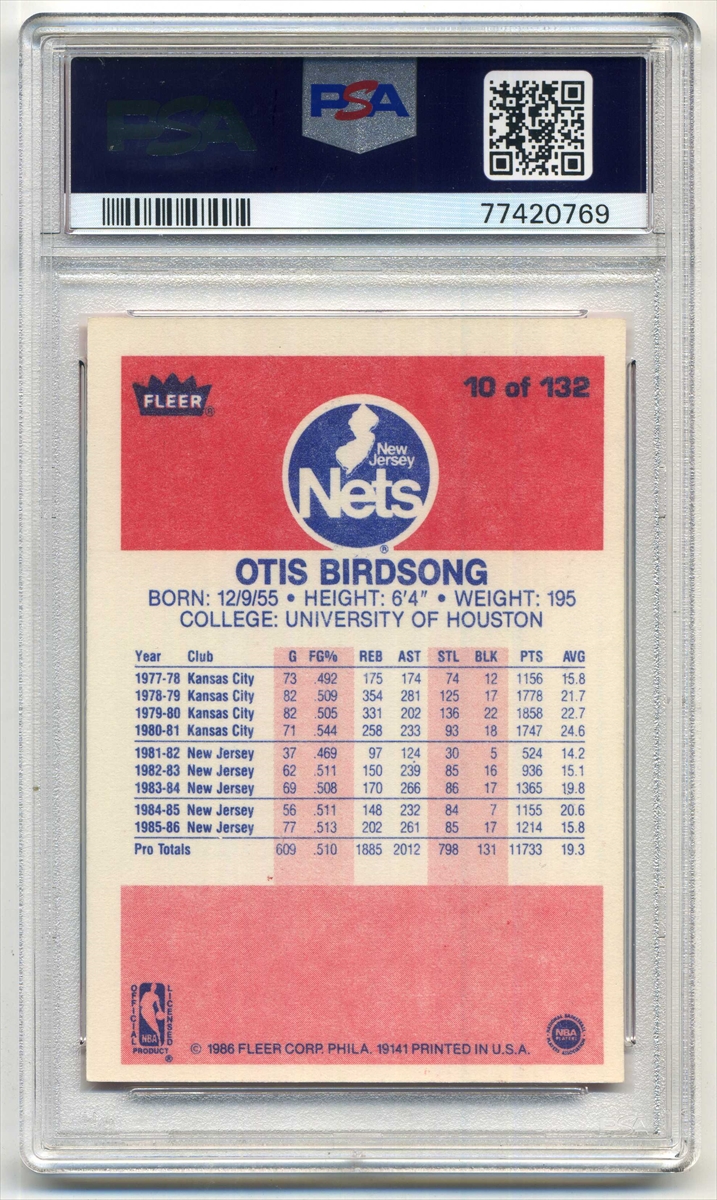 PSA PSA
77420769
FLEER® 10 of 132
New
Jersey
Nets
®
OTIS BIRDSONG
BORN: 12/9/55 • HEIGHT: 6'4" • WEIGHT: 195
COLLEGE: UNIVERSITY OF HOUSTON
Year Club G FG% REB AST STL BLK PTS AVG
1977-78 Kansas City 73 .492 175 174 74 12 1156 15.8
1978-79 Kansas City 82 .509 354 281 125 17 1778 21.7
1979-80 Kansas City 82 .505 331 202 136 22 1858 22.7
1980-81 Kansas City 71 .544 258 233 93 18 1747 24.6
1981-82 New Jersey 37 .469 97 124 30 5 524 14.2
1982-83 New Jersey 62 .511 150 239 85 16 936 15.1
1983-84 New Jersey 69 .508 170 266 86 17 1365 19.8
1984-85 New Jersey 56 .511 148 232 84 7 1155 20.6
1985-86 New Jersey 77 .513 202 261 85 17 1214 15.8
Pro Totals 609 .510 1885 2012 798 131 11733 19.3
OFFICIAL LICENSED
NBA
PRODUCT ®
NATIONAL BASKETBALL
NBA
PLAYERS
PLAYERS ASSOCIATION
© 1986 FLEER CORP. PHILA. 19141 PRINTED IN U.S.A.